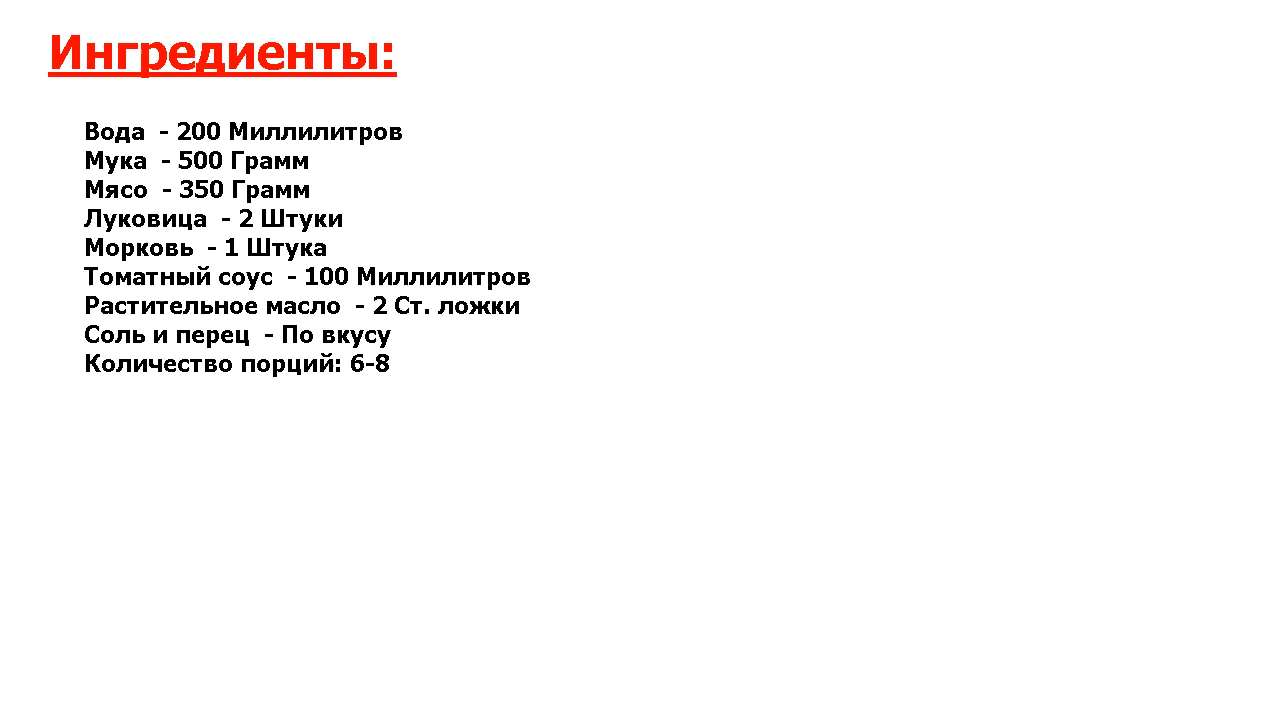 Ингредиенты:
Вода  - 200 Миллилитров
Мука  - 500 Грамм
Мясо  - 350 Грамм
Луковица  - 2 Штуки
Морковь  - 1 Штука
Томатный соус  - 100 Миллилитров
Растительное масло  - 2 Ст. ложки
Соль и перец  - По вкусу
Количество порций: 6-8